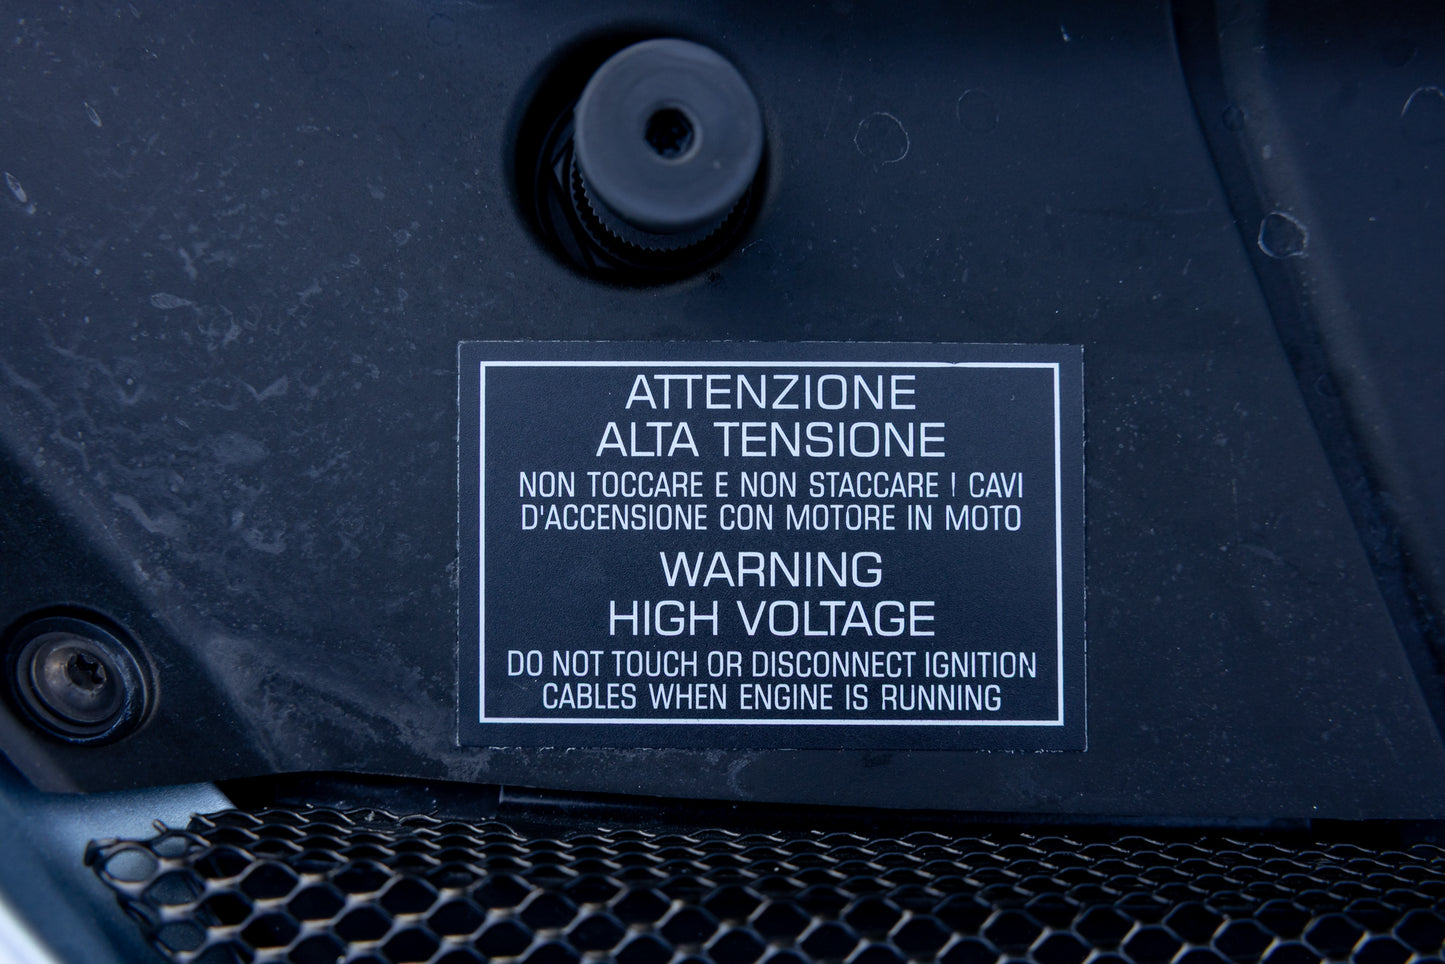 ATTENZIONE
ALTA TENSIONE
NON TOCCARE E NON STACCARE I CAVI
D'ACCENSIONE CON MOTORE IN MOTO
WARNING
HIGH VOLTAGE
DO NOT TOUCH OR DISCONNECT IGNITION
CABLES WHEN ENGINE IS RUNNING